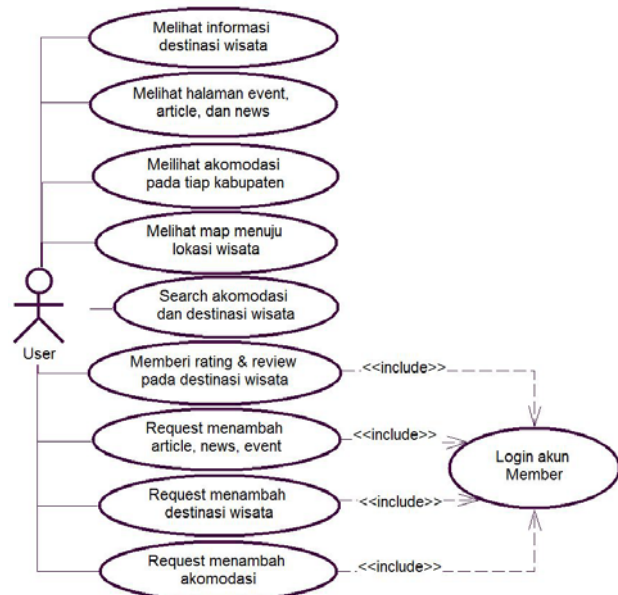 Melihat informasi
destinasi wisata
Melihat halaman event,
article, dan news
Meilihat akomodasi
pada tiap kabupaten
Melihat map menuju
lokasi wisata
Search akomodasi
dan destinasi wisata
User
Memberi rating & review
pada destinasi wisata
<<include>>
Request menambah
article, news, event
<<include>>
Login akun
Member
Request menambah
destinasi wisata
<<include>>
Request menambah
akomodasi
<<include>>